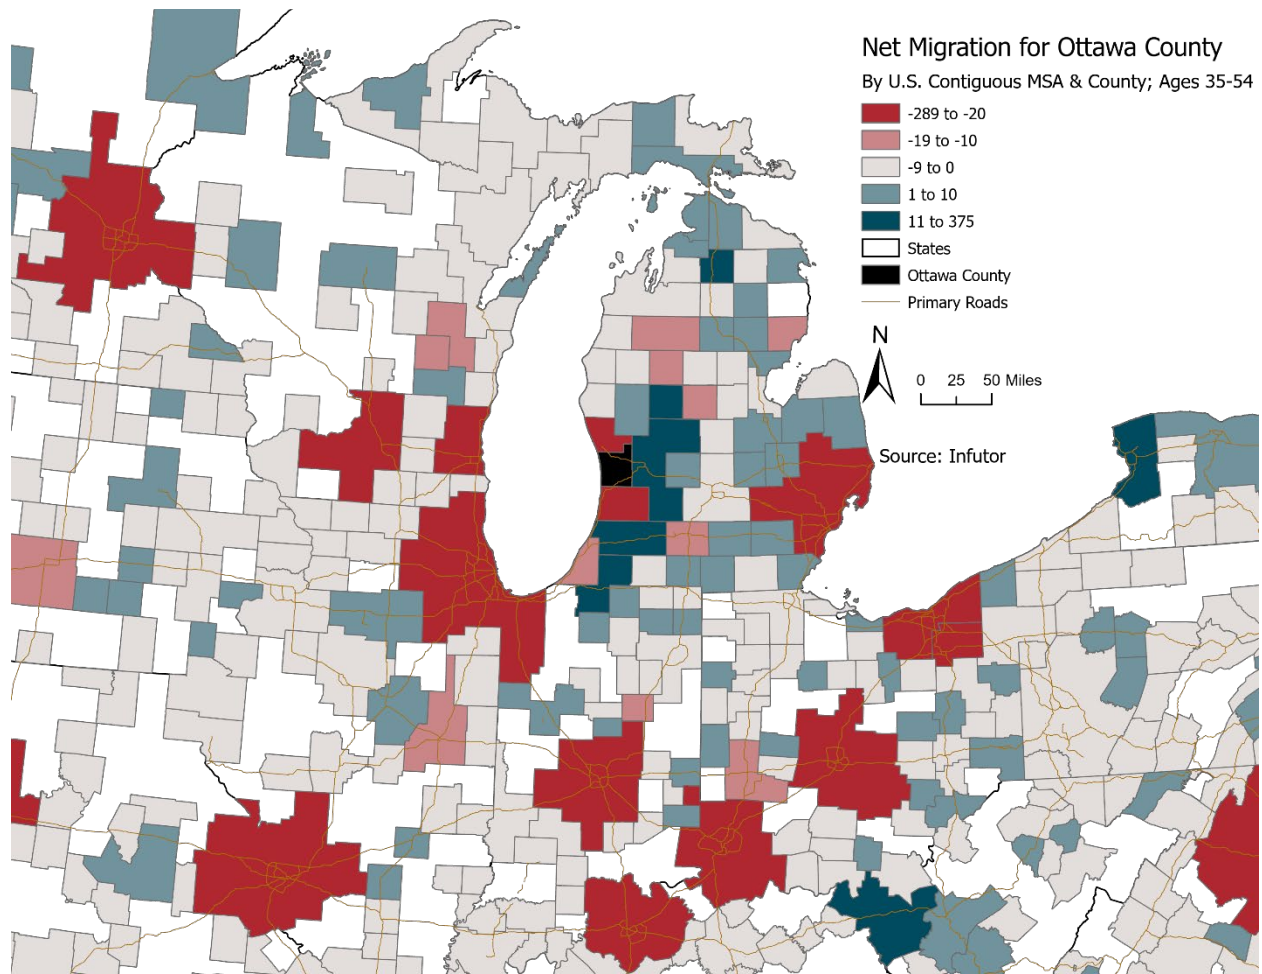 Net Migration for Ottawa County
By U.S. Contiguous MSA & County; Ages 35-54
-289 to -20
-19 to -10
-9 to 0
1 to 10
11 to 375
States
Ottawa County
Primary Roads
N
0 25 50 Miles
Source: Infutor